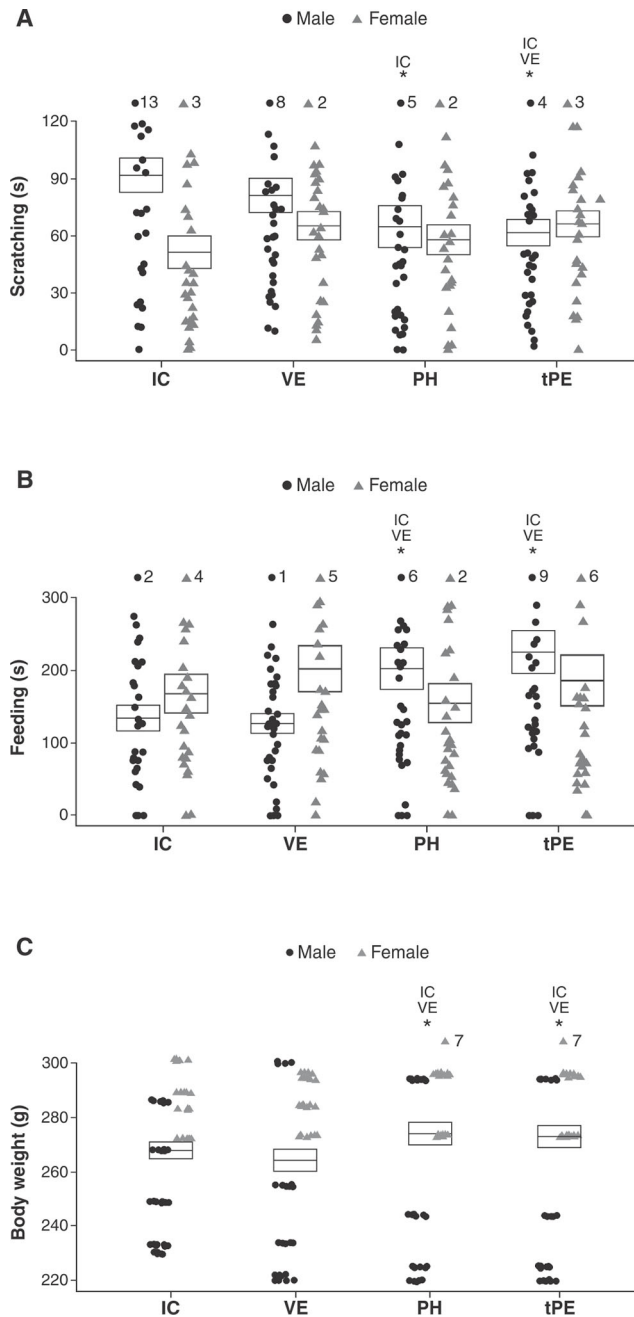 A
● Male ▲ Female
IC
VE
IC
*
*
13 3 8 2 5 2 4 3
120
90
60
30
0
Scratching (s)
IC VE PH tPE
B
● Male ▲ Female
IC IC
VE VE
* *
2 4 1 5 6 2 9 6
300
200
100
0
Feeding (s)
IC VE PH tPE
C
● Male ▲ Female
IC IC
VE VE
* *
7 7
300
280
260
240
220
Body weight (g)
IC VE PH tPE